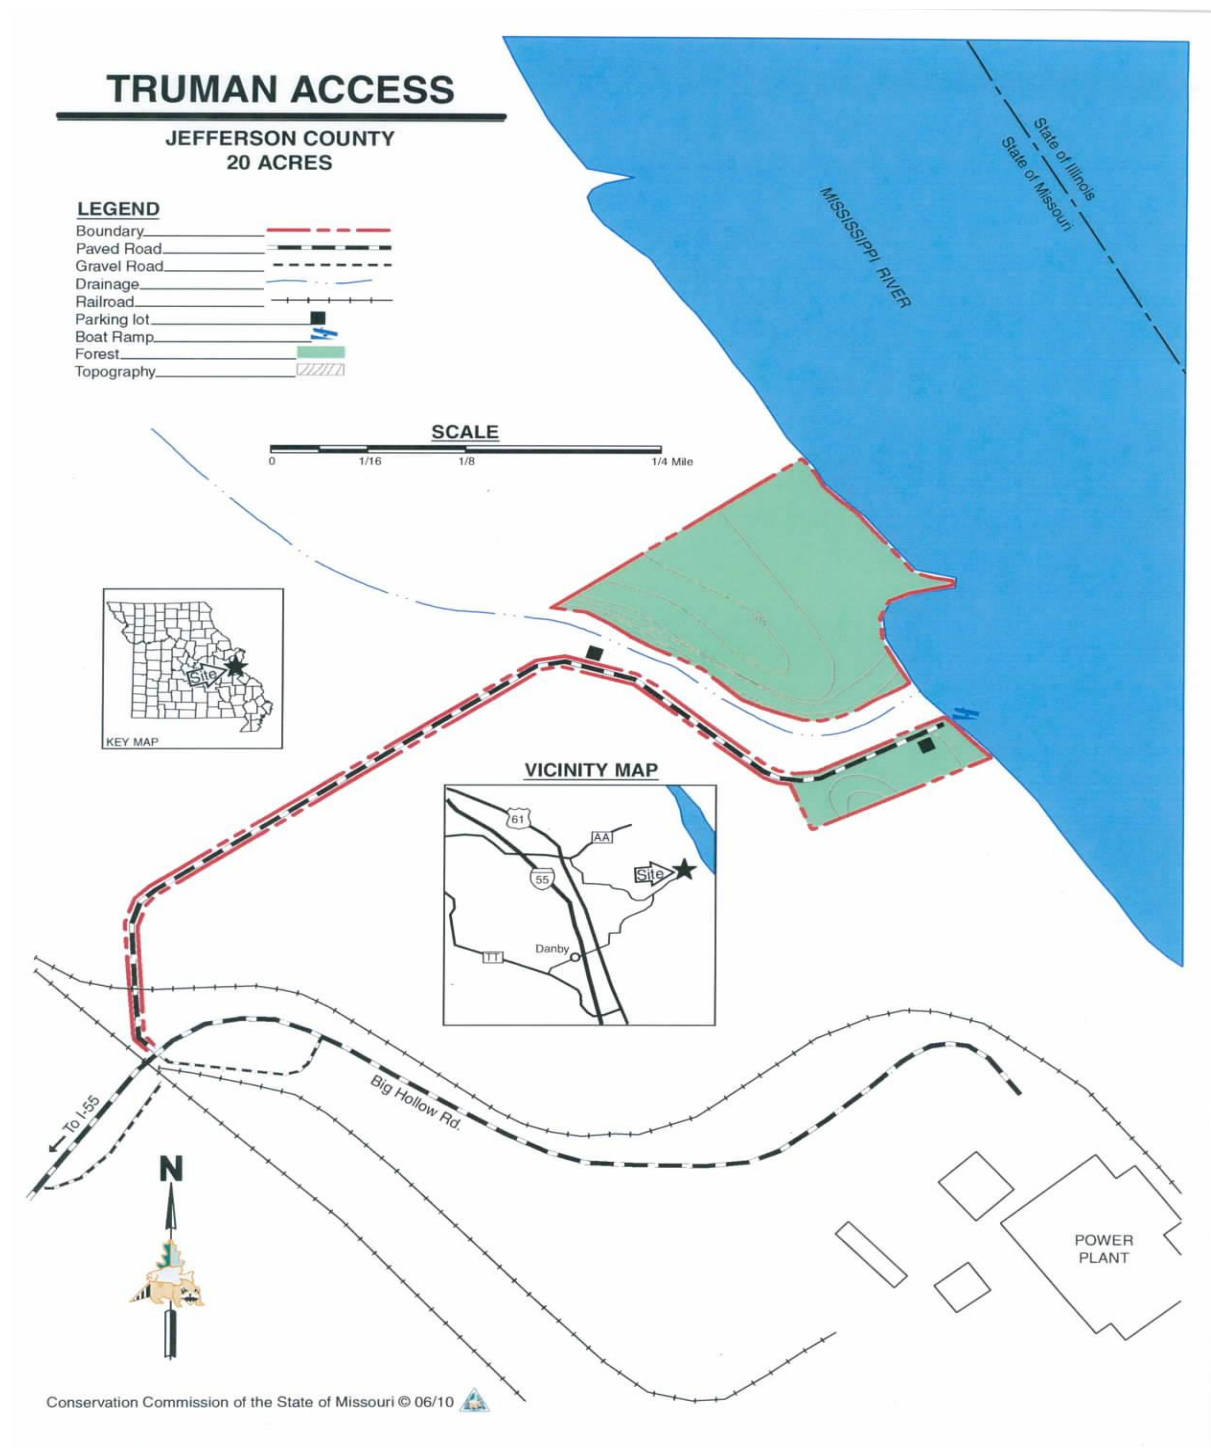 TRUMAN ACCESS
JEFFERSON COUNTY
20 ACRES
LEGEND
Boundary
Paved Road
Gravel Road
Drainage
Railroad
Parking lot
Boat Ramp
Forest
Topography
State of Illinois
State of Missouri
MISSISSIPPI RIVER
SCALE
0 1/16 1/8 1/4 Mile
Site
KEY MAP
VICINITY MAP
61
AA
55
Site
Danby
TT
Big Hollow Rd.
To I-55
N
POWER
PLANT
Conservation Commission of the State of Missouri © 06/10